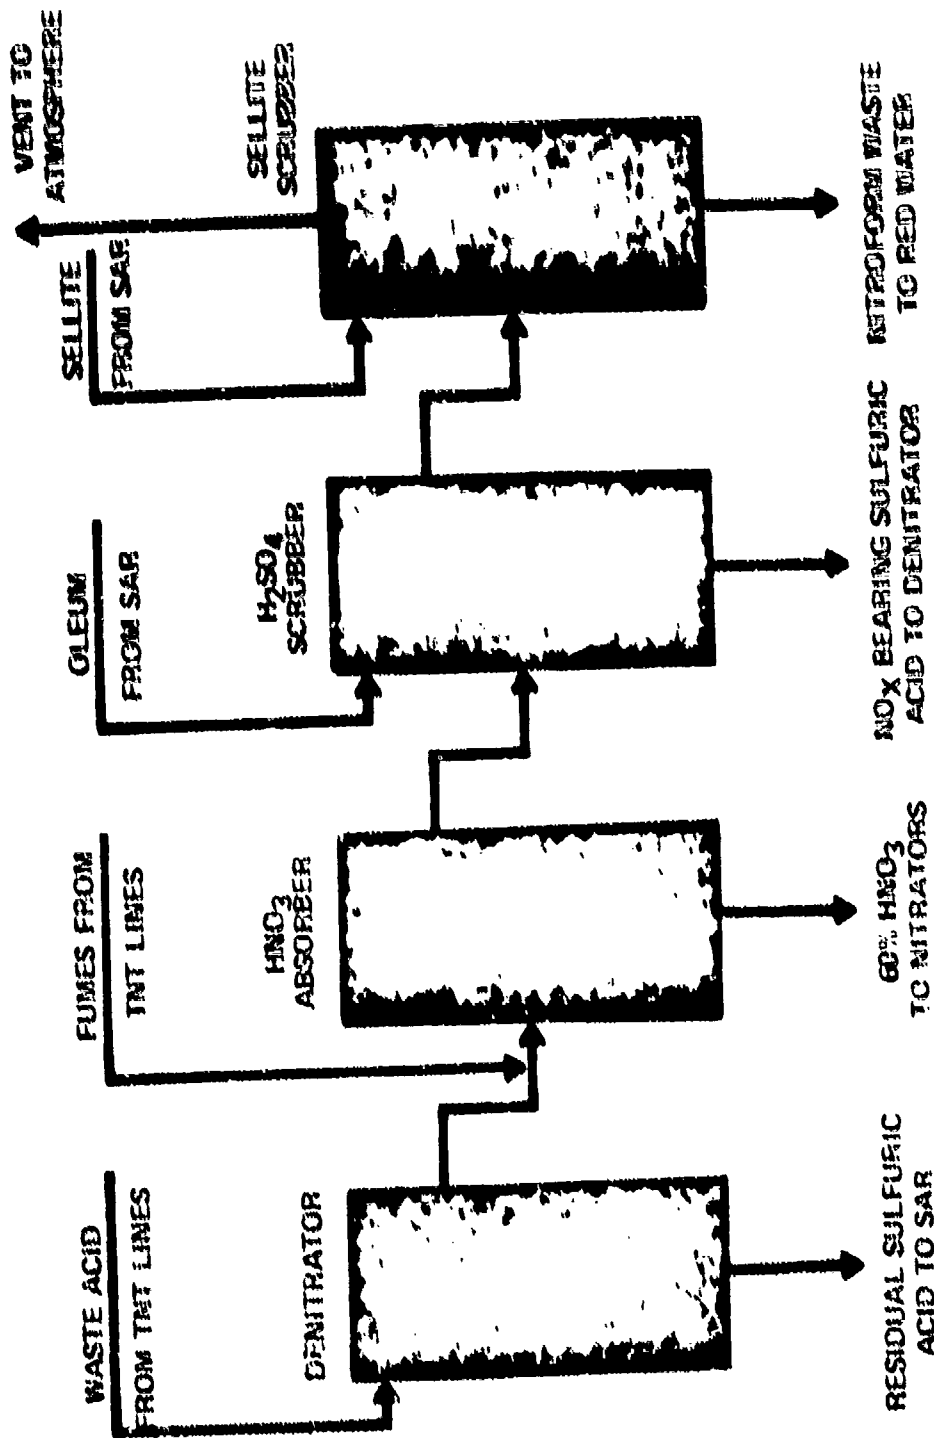 WASTE ACID
FROM TNT LINES
FUMES FROM
TNT LINES
OLEUM
FROM SAR
SELLITE
FROM SAR
VENT TO
ATMOSPHERE
DENITRATOR
HNO3
ABSORBER
H2SO4
SCRUBBER
SELLITE
SCRUBBER
RESIDUAL SULFURIC
ACID TO SAR
60% HNO3
TO NITRATORS
NOX BEARING SULFURIC
ACID TO DENITRATOR
NITROFORM WASTE
TO RED WATER